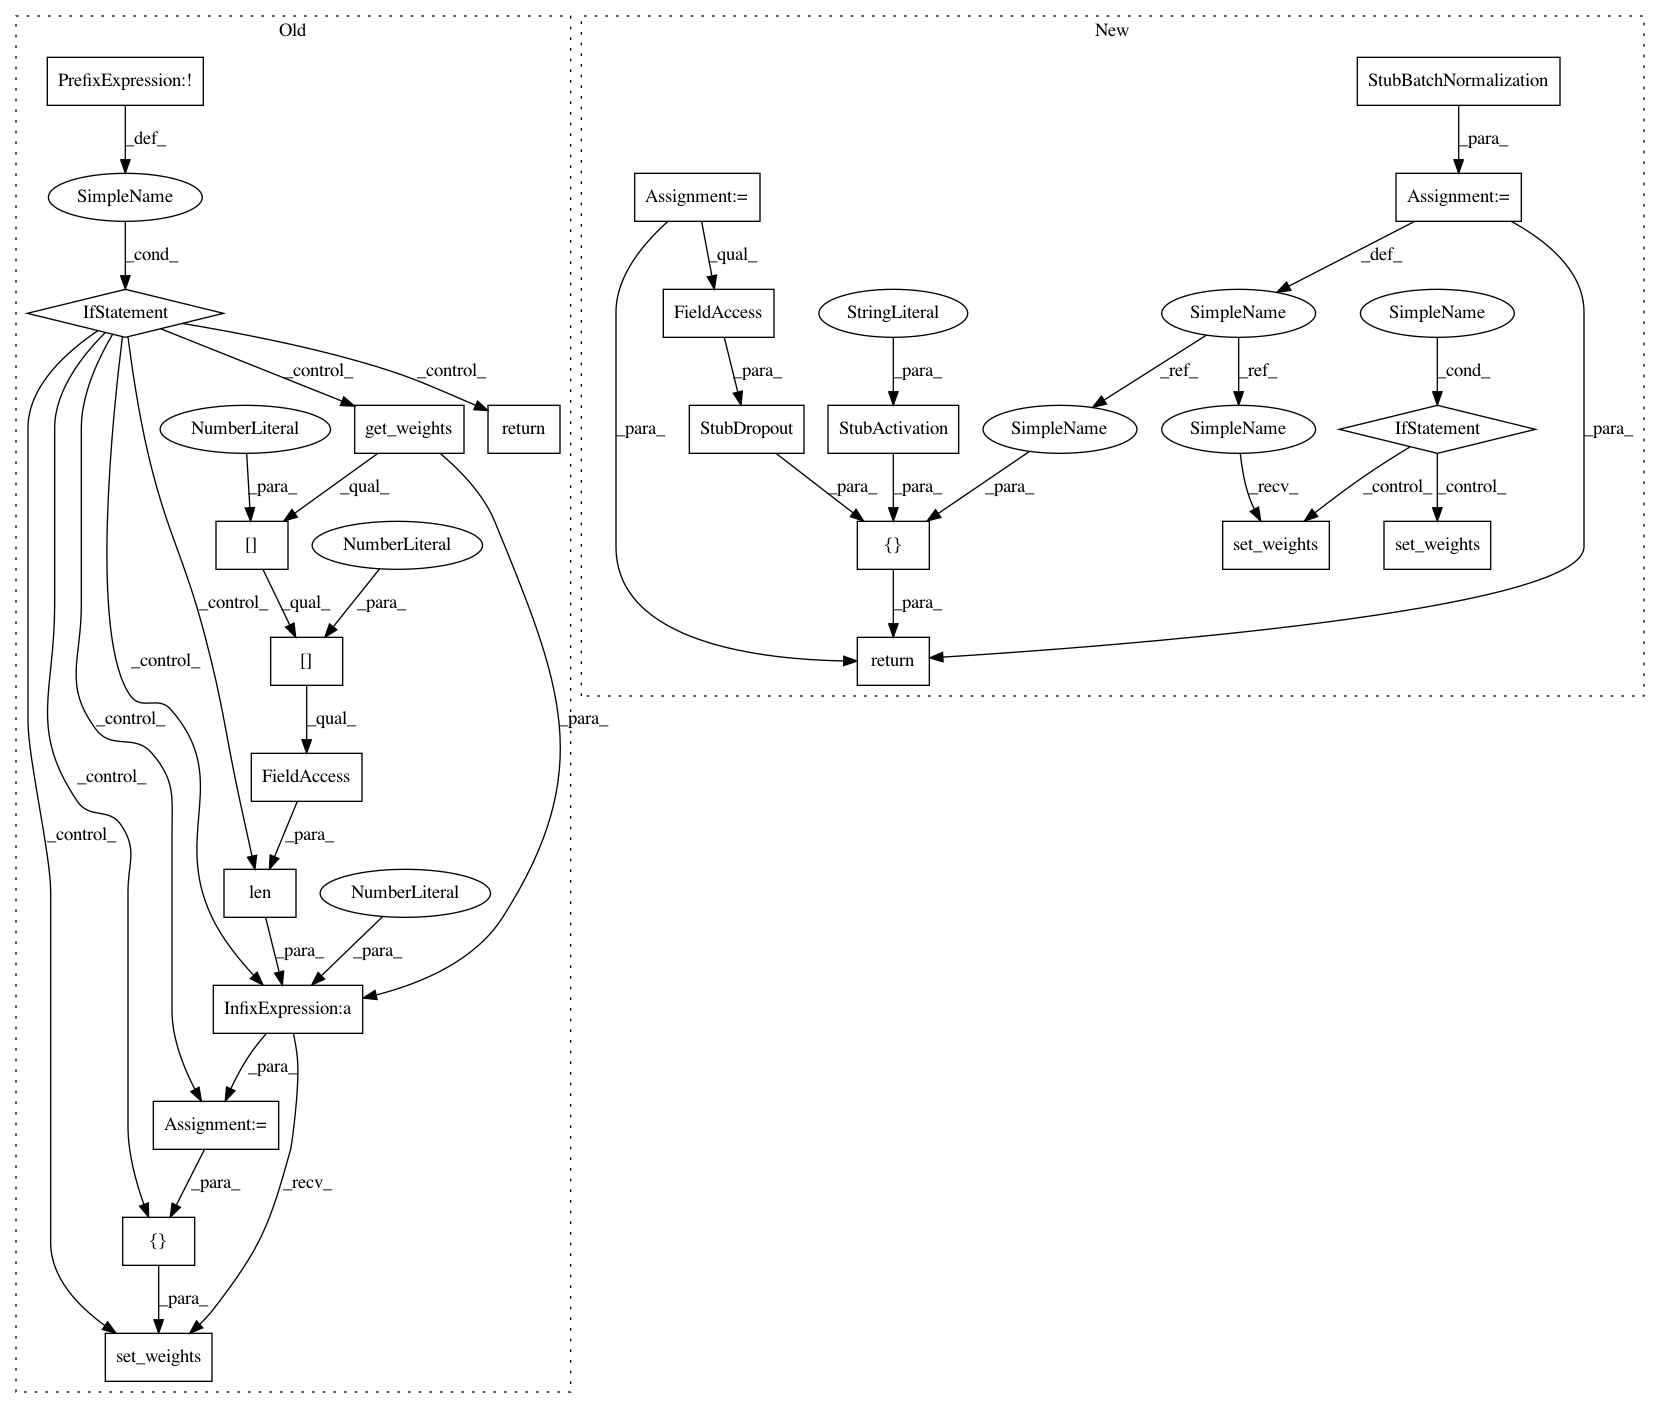 Old
New
PrefixExpression:!
StubBatchNormalization
_def_
_para_
SimpleName
Assignment:=
Assignment:=
_cond_
_qual_
_def_
IfStatement
FieldAccess
StringLiteral
SimpleName
SimpleName
_control_
_control_
_para_
_para_
_ref_
_ref_
_cond_
NumberLiteral
get_weights
return
_para_
StubDropout
StubActivation
SimpleName
SimpleName
IfStatement
_para_
_para_
_qual_
_para_
_para_
_para_
_recv_
_control_
_control_
[]
NumberLiteral
{}
set_weights
set_weights
_control_
_qual_
_para_
_para_
_control_
[]
return
_control_
_qual_
_para_
FieldAccess
_control_
_control_
_para_
len
NumberLiteral
_para_
_para_
InfixExpression:a
_para_
Assignment:=
_para_
_recv_
{}
_para_
set_weights